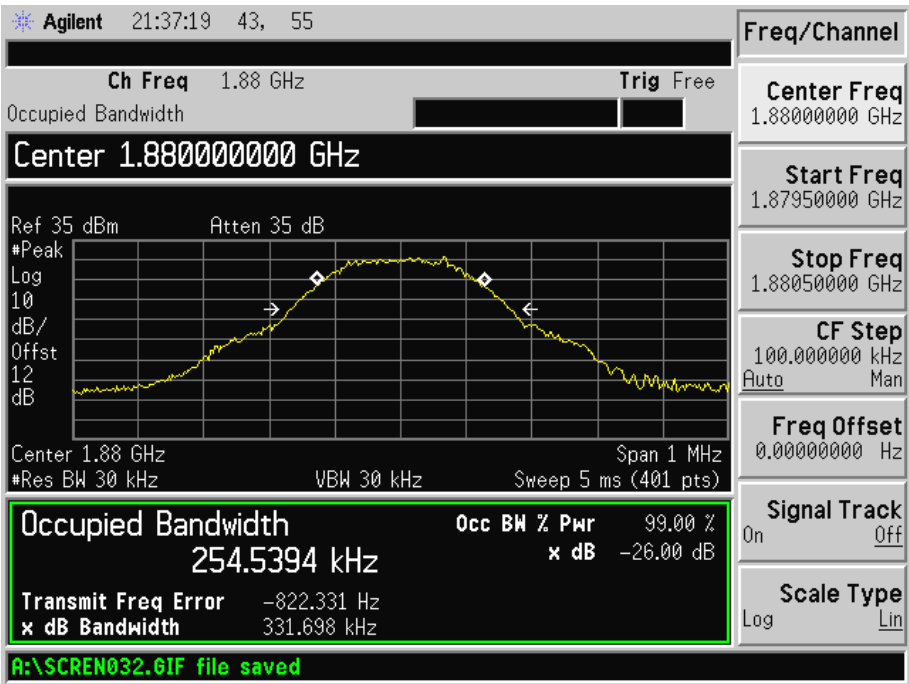 Agilent 21:37:19 43, 55
Freq/Channel
Ch Freq 1.88 GHz Trig Free
Occupied Bandwidth
Center 1.880000000 GHz
Ref 35 dBm Atten 35 dB
#Peak
Log
10
dB/
Offst
12
dB
Center 1.88 GHz Span 1 MHz
#Res BW 30 kHz VBW 30 kHz Sweep 5 ms (401 pts)
Occupied Bandwidth Occ BW % Pwr 99.00 %
254.5394 kHz x dB -26.00 dB
Transmit Freq Error -822.331 Hz
x dB Bandwidth 331.698 kHz
A:\SCREN032.GIF file saved
Center Freq
1.88000000 GHz
Start Freq
1.87950000 GHz
Stop Freq
1.88050000 GHz
CF Step
100.000000 kHz
Auto Man
Freq Offset
0.00000000 Hz
Signal Track
On Off
Scale Type
Log Lin